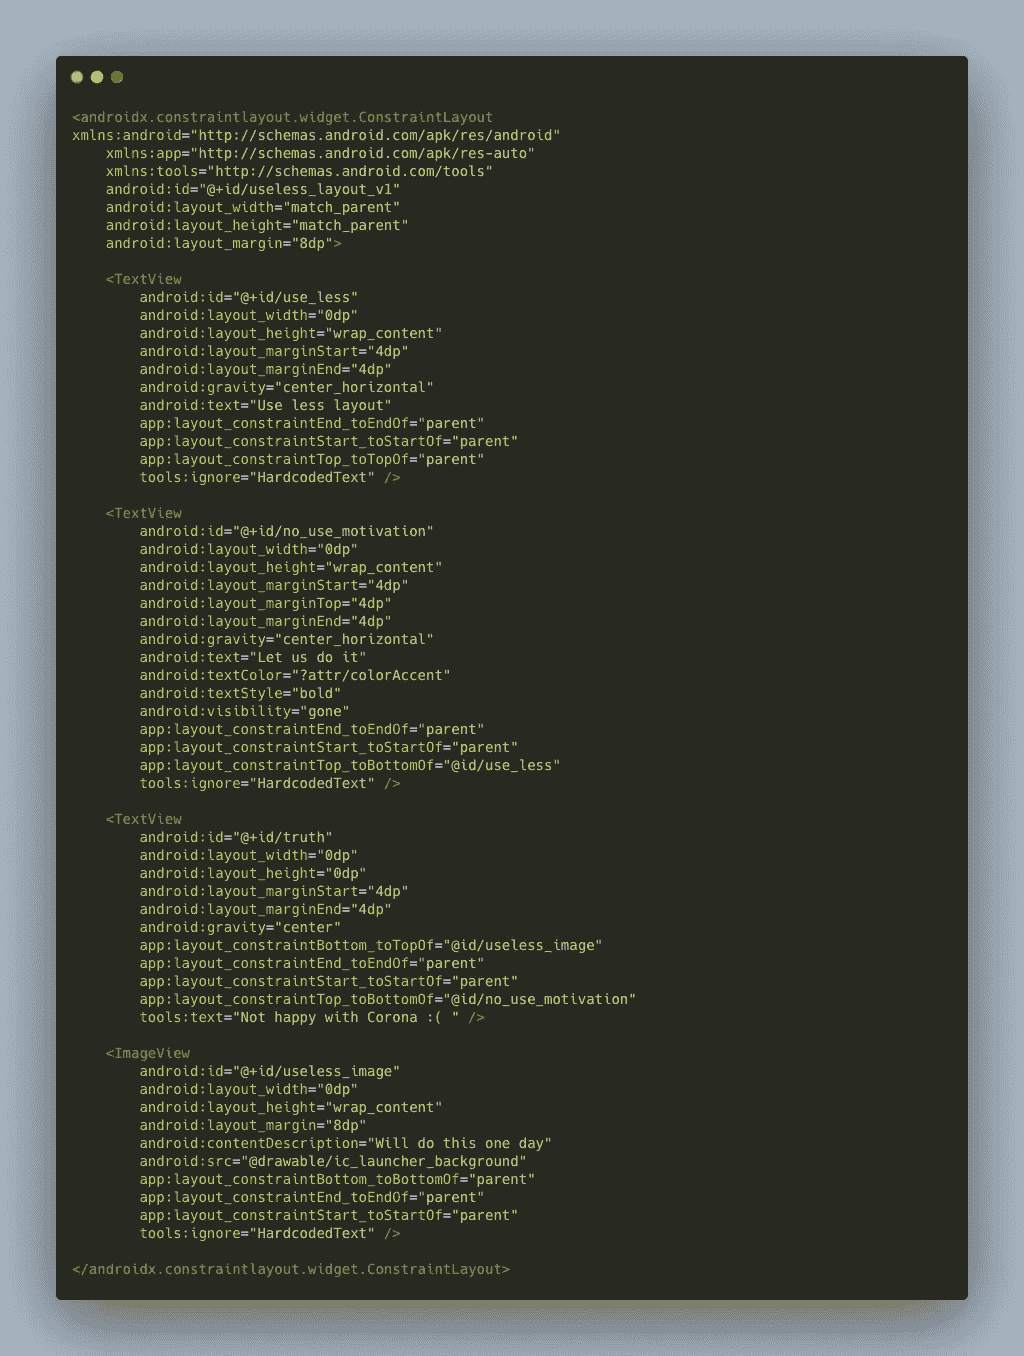 <androidx.constraintlayout.widget.ConstraintLayout
xmlns:android="http://schemas.android.com/apk/res/android"
    xmlns:app="http://schemas.android.com/apk/res-auto"
    xmlns:tools="http://schemas.android.com/tools"
    android:id="@+id/useless_layout_v1"
    android:layout_width="match_parent"
    android:layout_height="match_parent"
    android:layout_margin="8dp">

    <TextView
        android:id="@+id/use_less"
        android:layout_width="0dp"
        android:layout_height="wrap_content"
        android:layout_marginStart="4dp"
        android:layout_marginEnd="4dp"
        android:gravity="center_horizontal"
        android:text="Use less layout"
        app:layout_constraintEnd_toEndOf="parent"
        app:layout_constraintStart_toStartOf="parent"
        app:layout_constraintTop_toTopOf="parent"
        tools:ignore="HardcodedText" />

    <TextView
        android:id="@+id/no_use_motivation"
        android:layout_width="0dp"
        android:layout_height="wrap_content"
        android:layout_marginStart="4dp"
        android:layout_marginTop="4dp"
        android:layout_marginEnd="4dp"
        android:gravity="center_horizontal"
        android:text="Let us do it"
        android:textColor="?attr/colorAccent"
        android:textStyle="bold"
        android:visibility="gone"
        app:layout_constraintEnd_toEndOf="parent"
        app:layout_constraintStart_toStartOf="parent"
        app:layout_constraintTop_toBottomOf="@id/use_less"
        tools:ignore="HardcodedText" />

    <TextView
        android:id="@+id/truth"
        android:layout_width="0dp"
        android:layout_height="0dp"
        android:layout_marginStart="4dp"
        android:layout_marginEnd="4dp"
        android:gravity="center"
        app:layout_constraintBottom_toTopOf="@id/useless_image"
        app:layout_constraintEnd_toEndOf="parent"
        app:layout_constraintStart_toStartOf="parent"
        app:layout_constraintTop_toBottomOf="@id/no_use_motivation"
        tools:text="Not happy with Corona :( " />

    <ImageView
        android:id="@+id/useless_image"
        android:layout_width="0dp"
        android:layout_height="wrap_content"
        android:layout_margin="8dp"
        android:contentDescription="Will do this one day"
        android:src="@drawable/ic_launcher_background"
        app:layout_constraintBottom_toBottomOf="parent"
        app:layout_constraintEnd_toEndOf="parent"
        app:layout_constraintStart_toStartOf="parent"
        tools:ignore="HardcodedText" />

</androidx.constraintlayout.widget.ConstraintLayout>